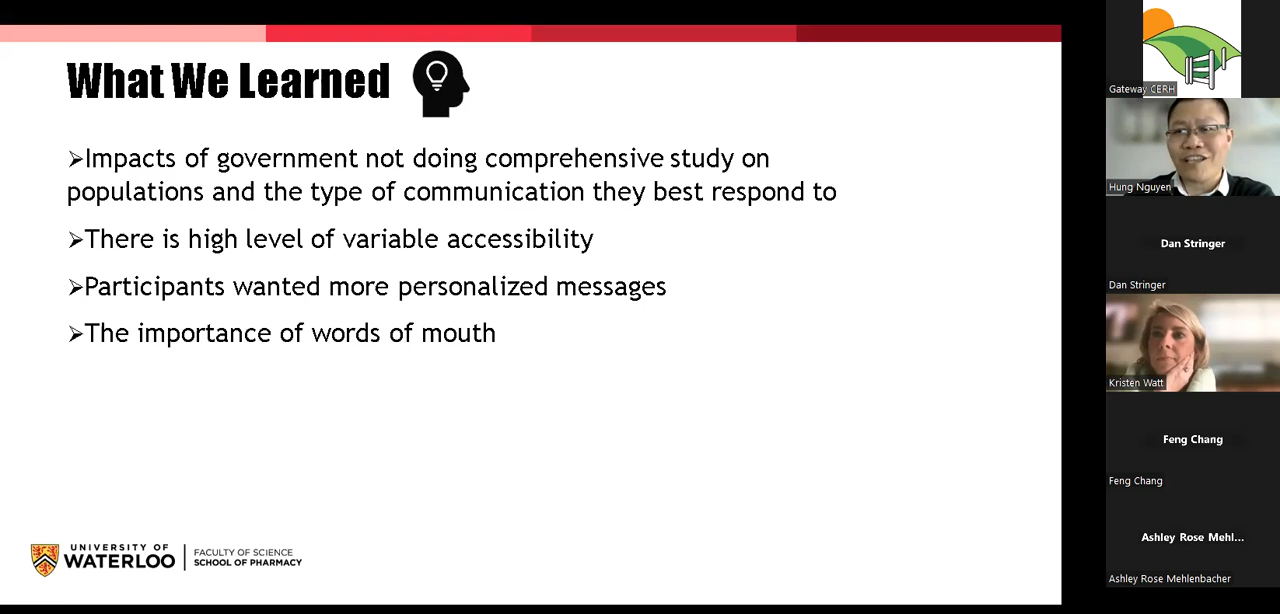 What We Learned
➢Impacts of government not doing comprehensive study on
populations and the type of communication they best respond to
➢There is high level of variable accessibility
➢Participants wanted more personalized messages
➢The importance of words of mouth
UNIVERSITY OF
WATERLOO
FACULTY OF SCIENCE
SCHOOL OF PHARMACY
Gateway CERH
Hung Nguyen
Dan Stringer
Dan Stringer
Kristen Watt
Feng Chang
Feng Chang
Ashley Rose Mehl...
Ashley Rose Mehlenbacher